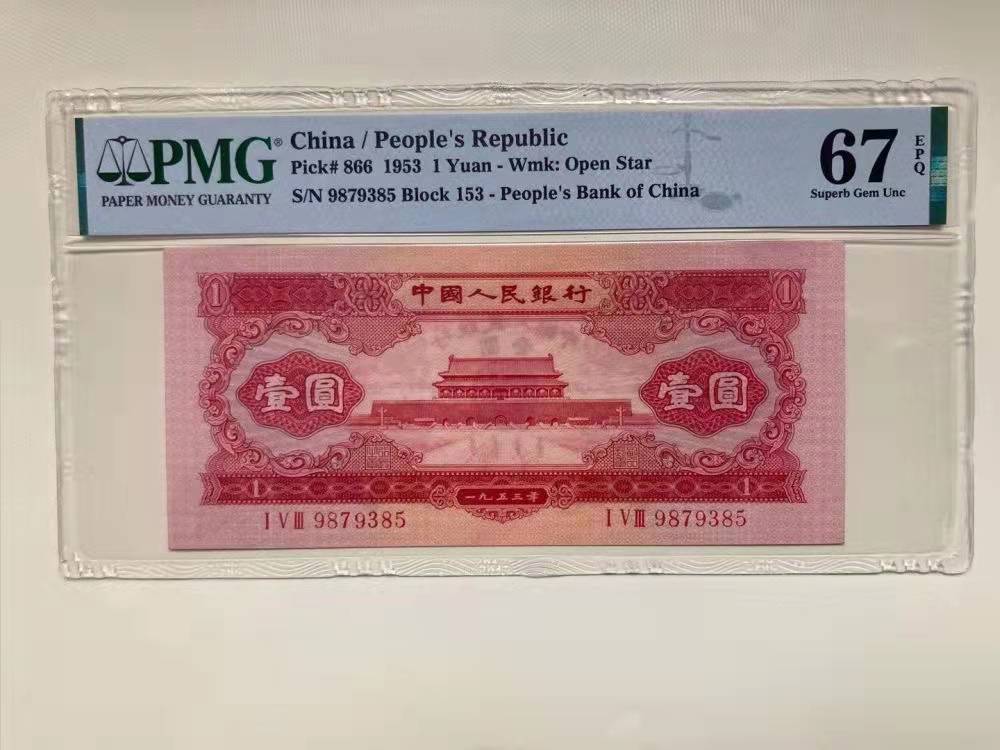 PMG®
PAPER MONEY GUARANTY
China / People's Republic
Pick# 866 1953 1 Yuan - Wmk: Open Star
S/N 9879385 Block 153 - People's Bank of China
67
EPQ
Superb Gem Unc
1 中國人民銀行 1
壹圓 壹圓
1 一九五三年 1
I V III 9879385 I V III 9879385